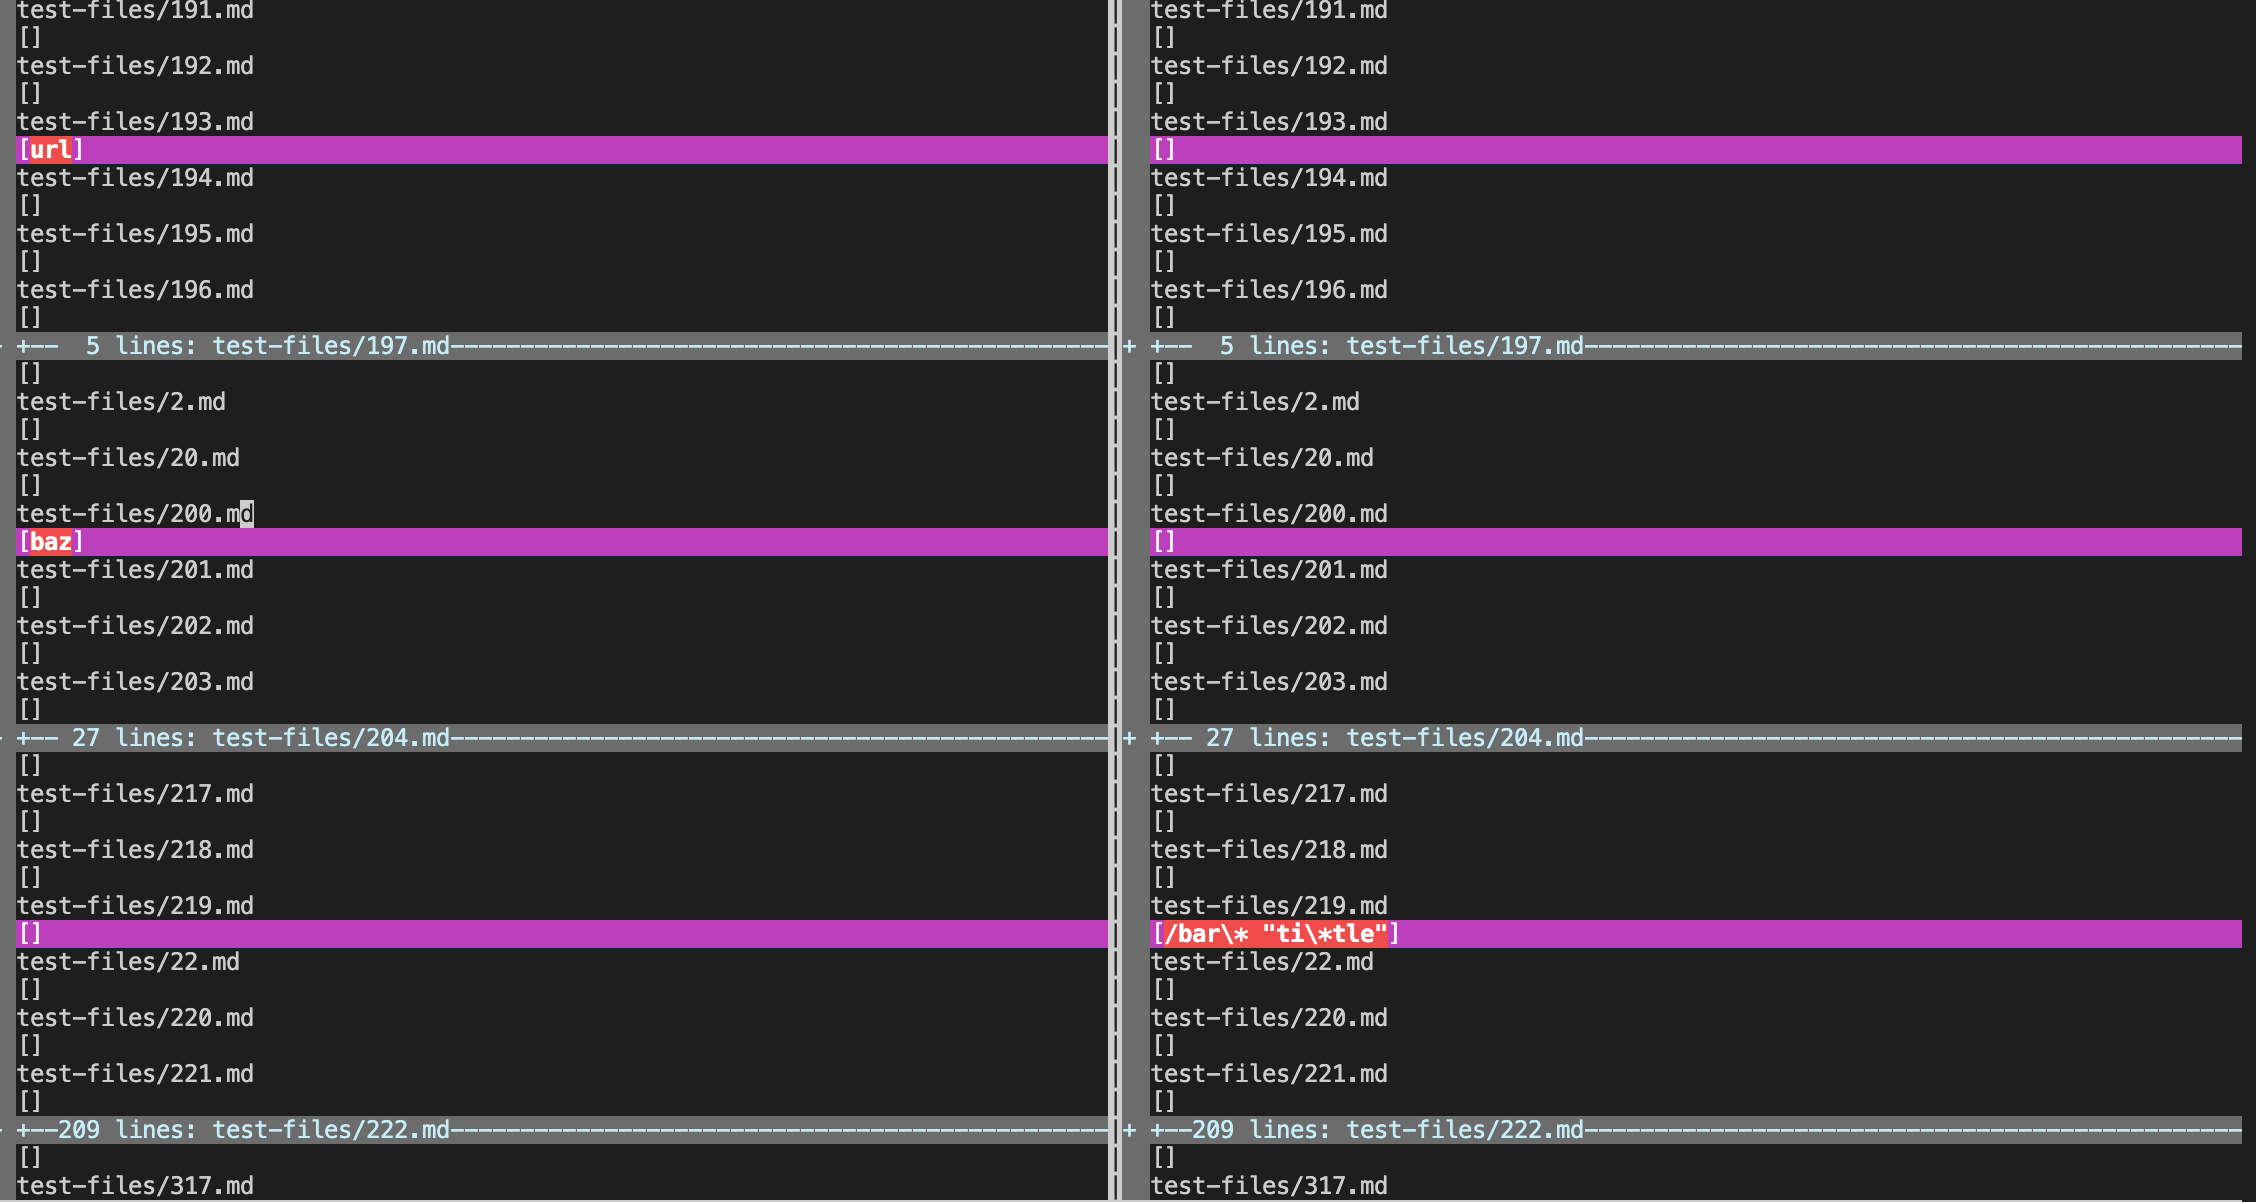 test-files/191.md
[]
test-files/192.md
[]
test-files/193.md
[url]
test-files/194.md
[]
test-files/195.md
[]
test-files/196.md
[]
+--  5 lines: test-files/197.md
[]
test-files/2.md
[]
test-files/20.md
[]
test-files/200.md
[baz]
test-files/201.md
[]
test-files/202.md
[]
test-files/203.md
[]
+-- 27 lines: test-files/204.md
[]
test-files/217.md
[]
test-files/218.md
[]
test-files/219.md
[]
test-files/22.md
[]
test-files/220.md
[]
test-files/221.md
[]
+--209 lines: test-files/222.md
[]
test-files/317.md
test-files/191.md
[]
test-files/192.md
[]
test-files/193.md
[]
test-files/194.md
[]
test-files/195.md
[]
test-files/196.md
[]
+ +--  5 lines: test-files/197.md
[]
test-files/2.md
[]
test-files/20.md
[]
test-files/200.md
[]
test-files/201.md
[]
test-files/202.md
[]
test-files/203.md
[]
+ +-- 27 lines: test-files/204.md
[]
test-files/217.md
[]
test-files/218.md
[]
test-files/219.md
[/bar\* "ti\*tle"]
test-files/22.md
[]
test-files/220.md
[]
test-files/221.md
[]
+ +--209 lines: test-files/222.md
[]
test-files/317.md